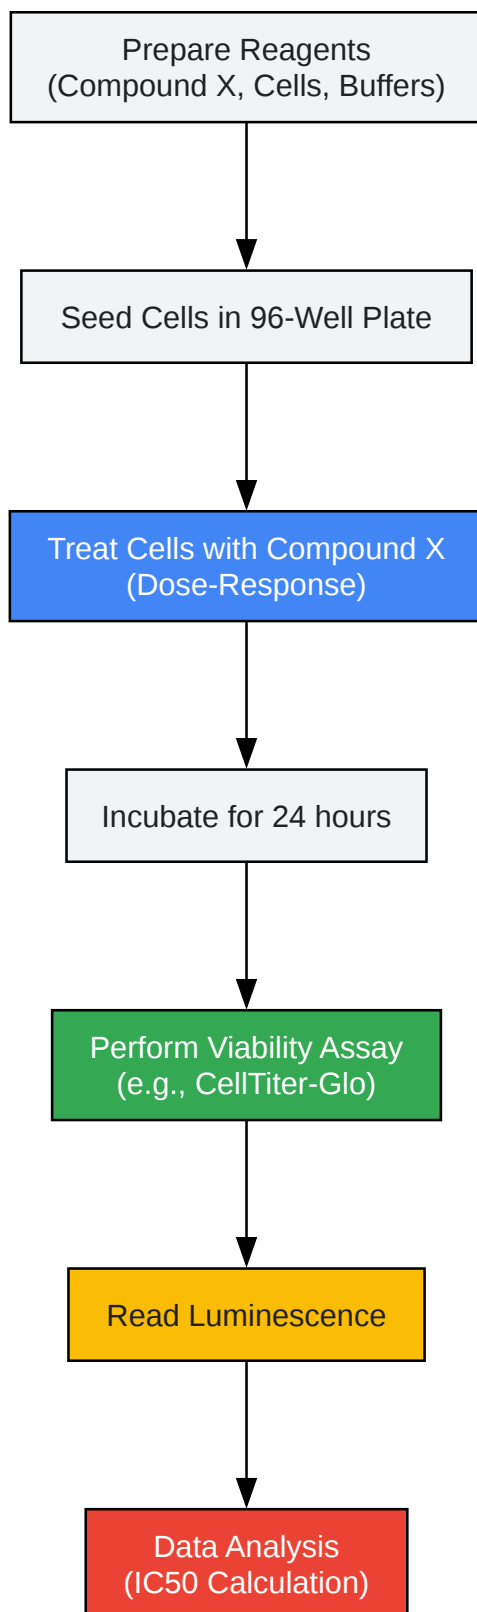 Prepare Reagents
(Compound X, Cells, Buffers)
Seed Cells in 96-Well Plate
Treat Cells with Compound X
(Dose-Response)
Incubate for 24 hours
Perform Viability Assay
(e.g., CellTiter-Glo)
Read Luminescence
Data Analysis
(IC50 Calculation)